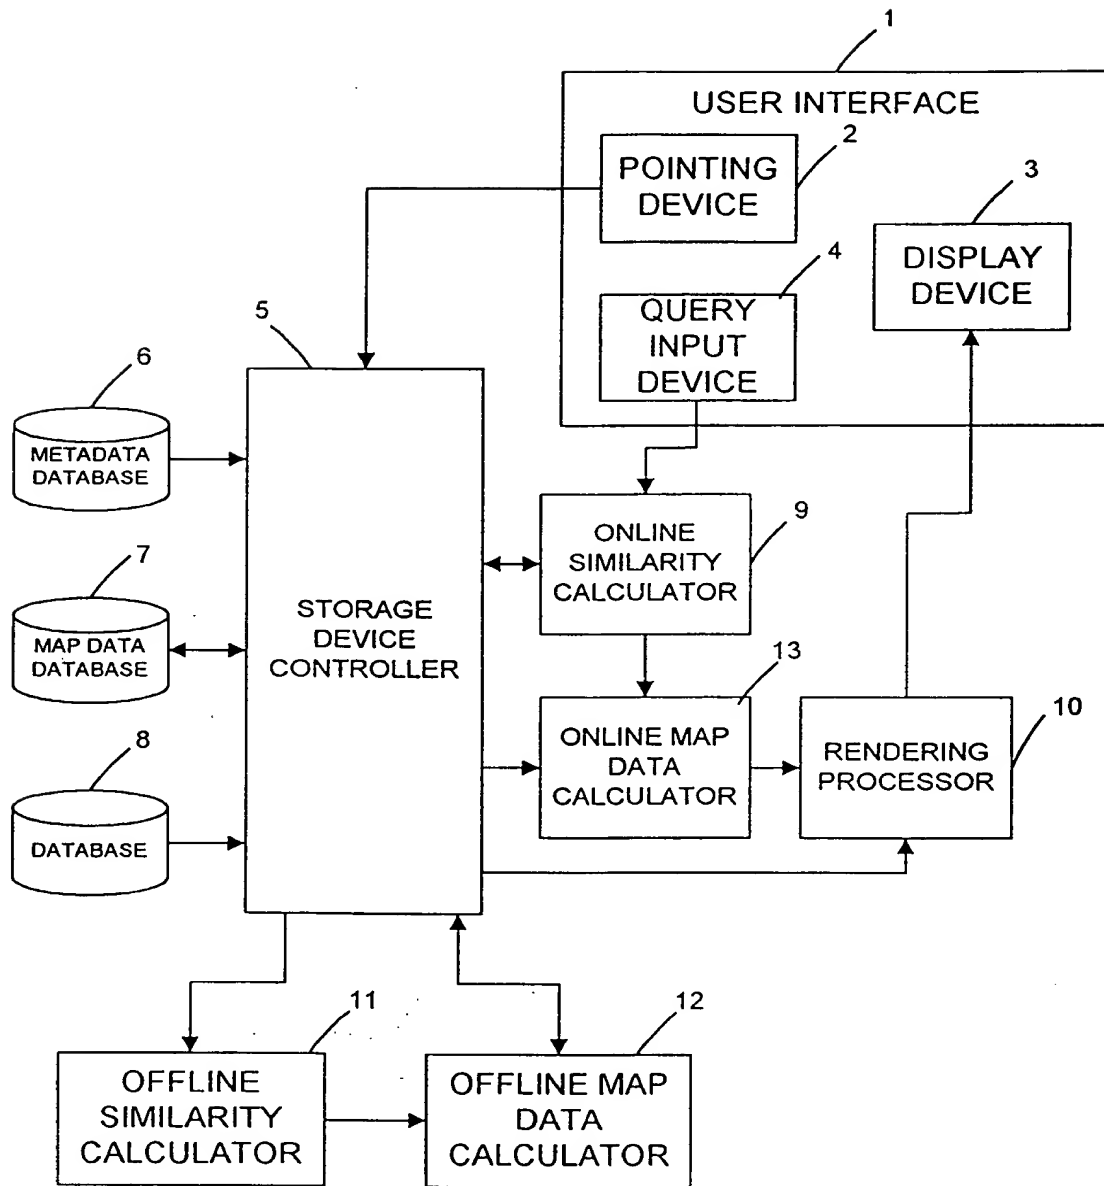 1
USER INTERFACE
2
POINTING
DEVICE
3
DISPLAY
DEVICE
4
QUERY
INPUT
DEVICE
5
6
METADATA
DATABASE
7
MAP DATA
DATABASE
8
DATABASE
STORAGE
DEVICE
CONTROLLER
9
ONLINE
SIMILARITY
CALCULATOR
13
ONLINE MAP
DATA
CALCULATOR
10
RENDERING
PROCESSOR
11
OFFLINE
SIMILARITY
CALCULATOR
12
OFFLINE MAP
DATA
CALCULATOR